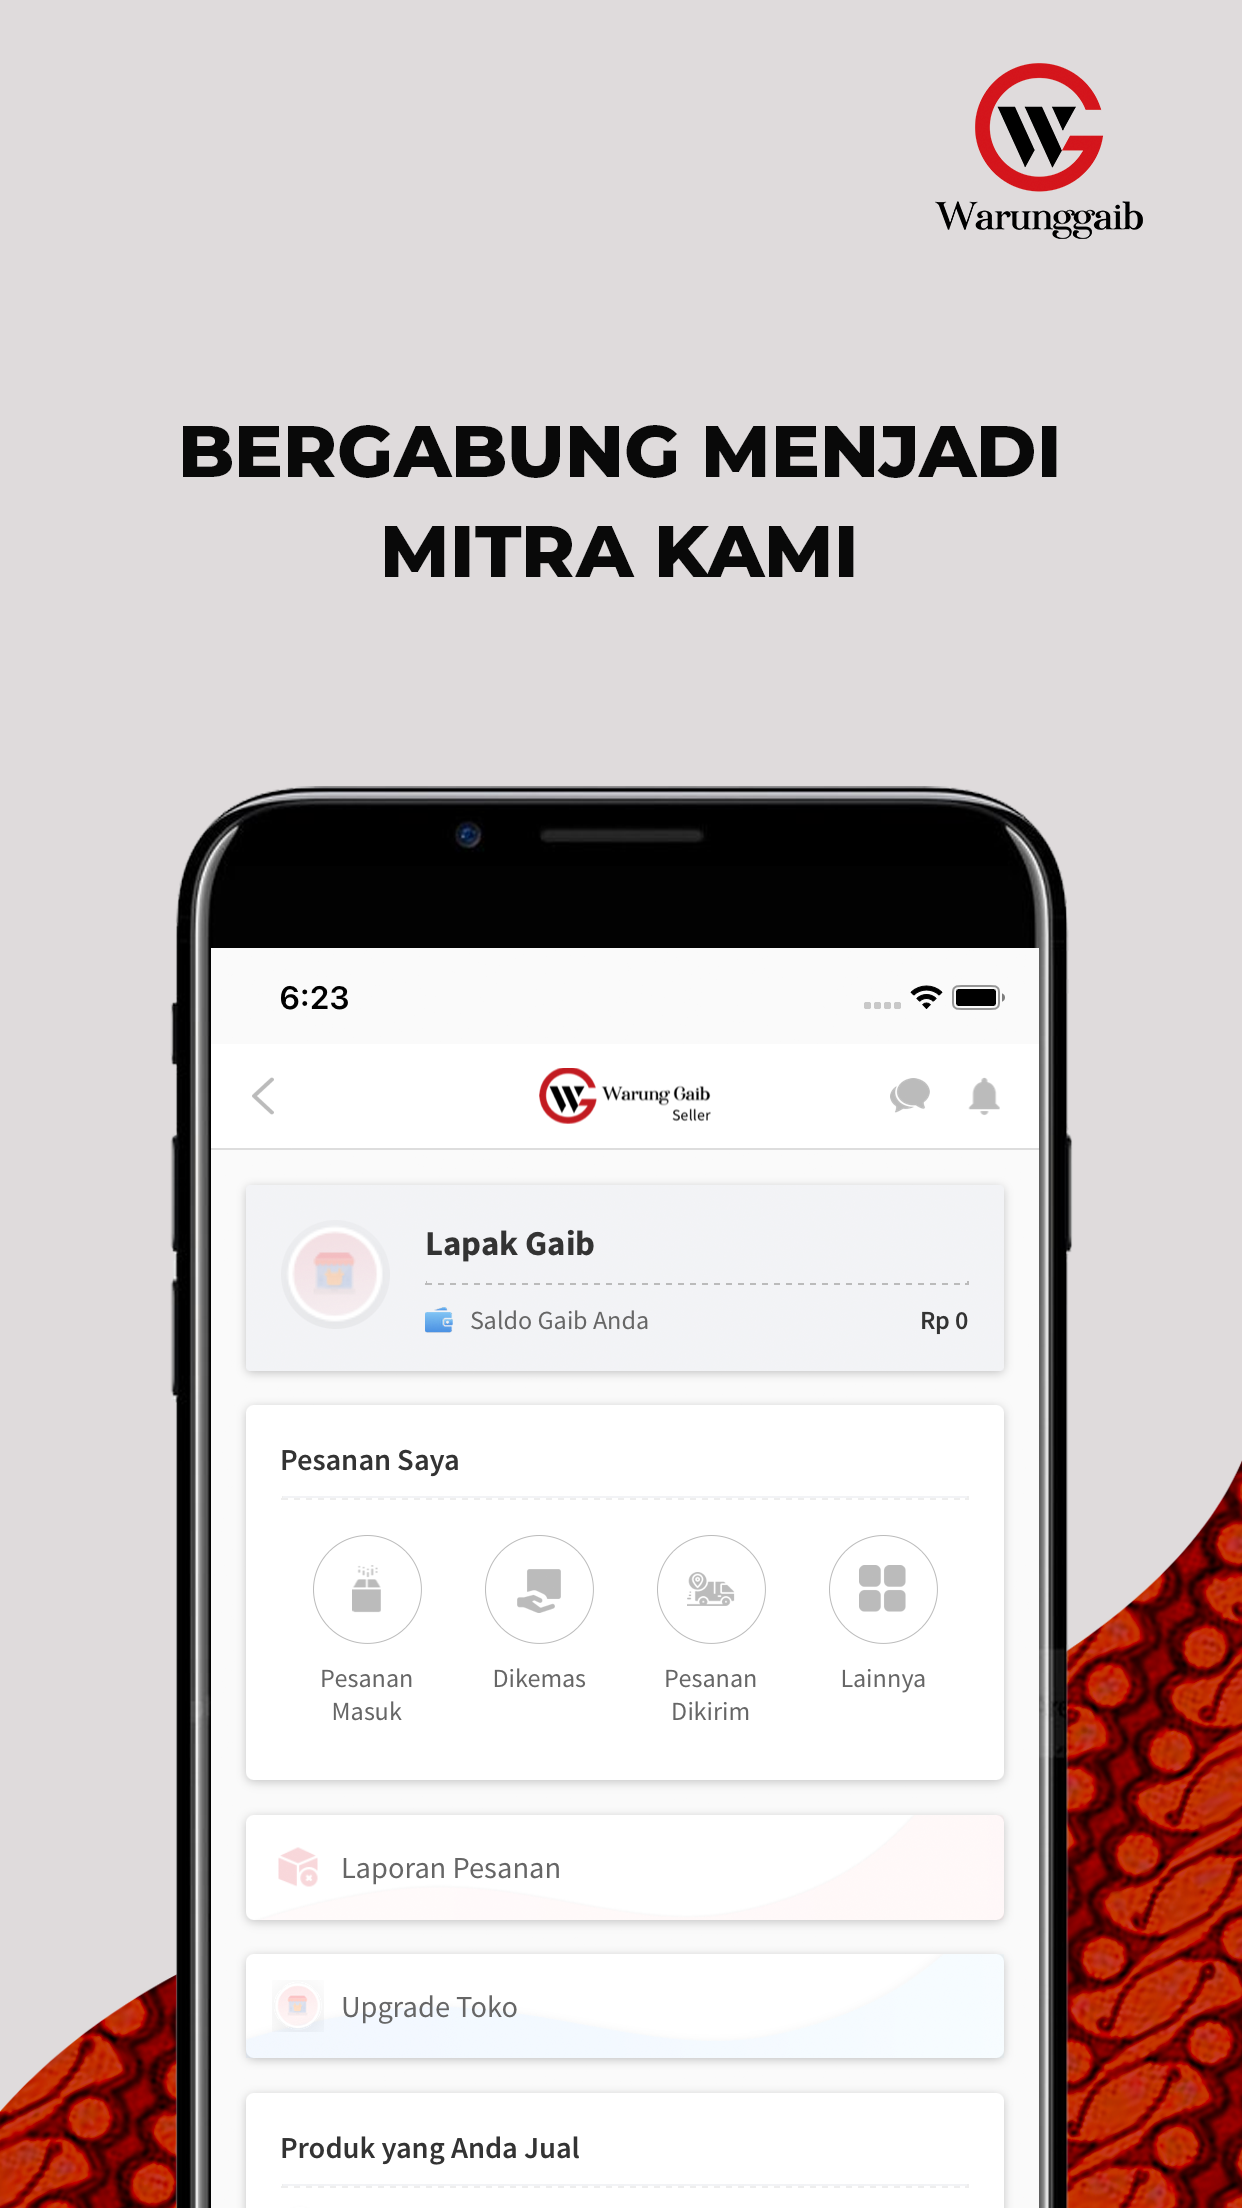 Warunggaib
BERGABUNG MENJADI
MITRA KAMI
6:23
Warung Gaib
Seller
Lapak Gaib
Saldo Gaib Anda
Rp 0
Pesanan Saya
Pesanan
Masuk
Dikemas
Pesanan
Dikirim
Lainnya
Laporan Pesanan
Upgrade Toko
Produk yang Anda Jual